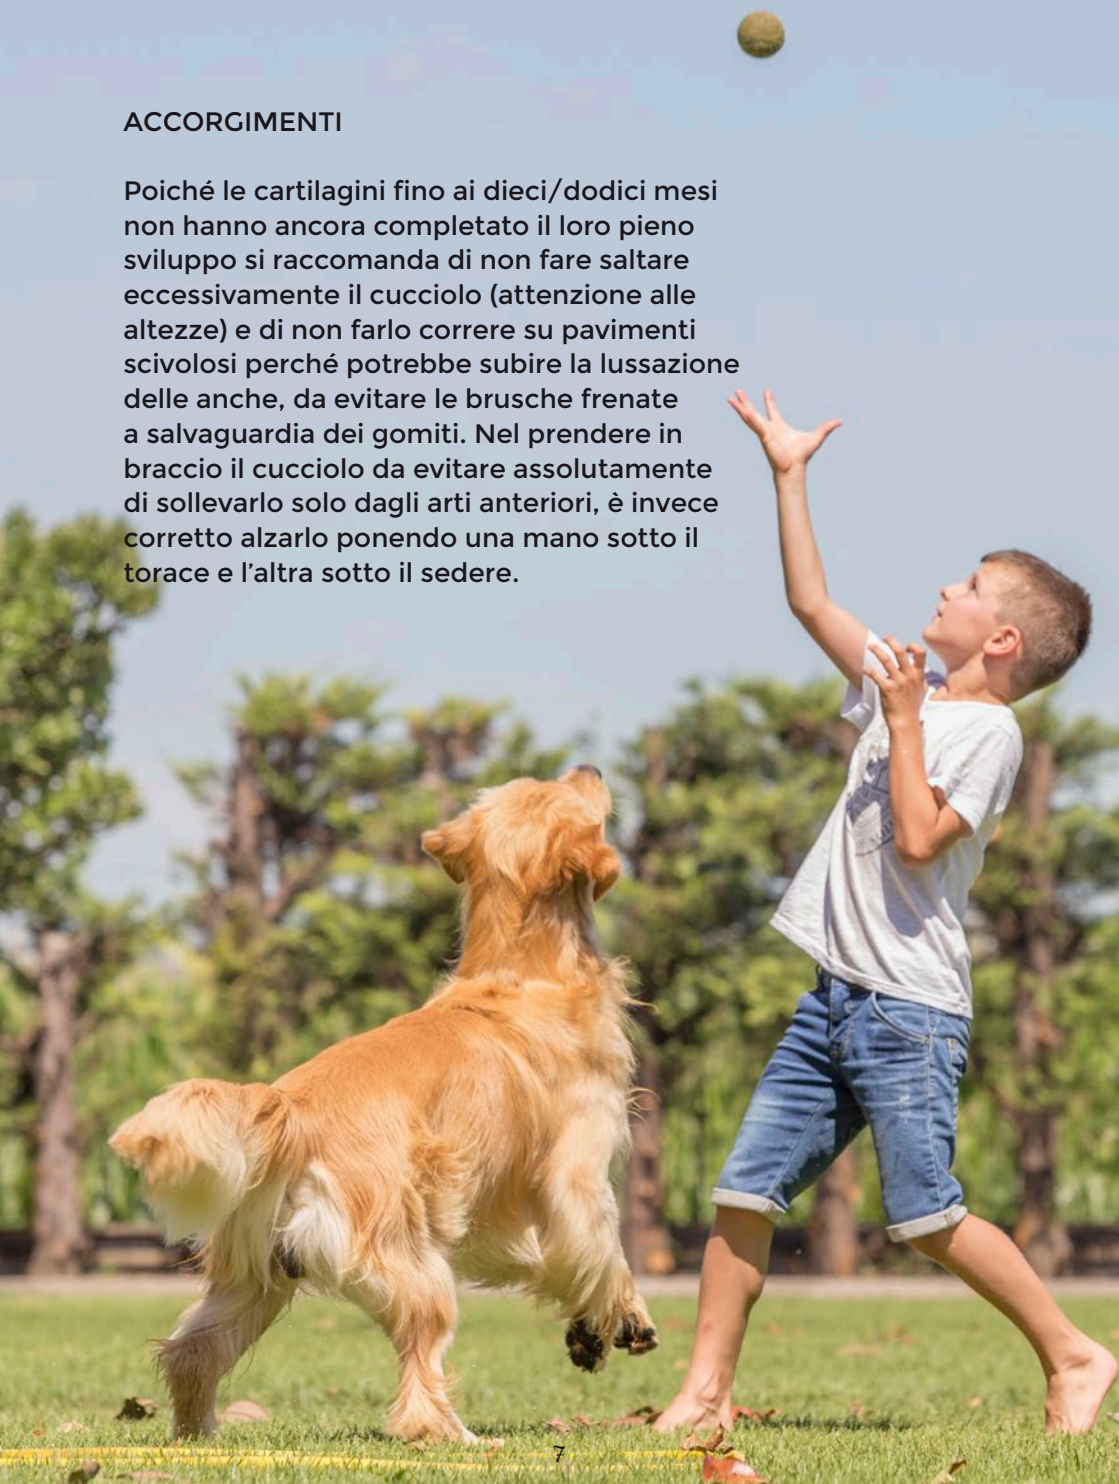 ACCORGIMENTI
Poiché le cartilagini fino ai dieci/dodici mesi
non hanno ancora completato il loro pieno
sviluppo si raccomanda di non fare saltare
eccessivamente il cucciolo (attenzione alle
altezze) e di non farlo correre su pavimenti
scivolosi perché potrebbe subire la lussazione
delle anche, da evitare le brusche frenate
a salvaguardia dei gomiti. Nel prendere in
braccio il cucciolo da evitare assolutamente
di sollevarlo solo dagli arti anteriori, è invece
corretto alzarlo ponendo una mano sotto il
torace e l'altra sotto il sedere.
7